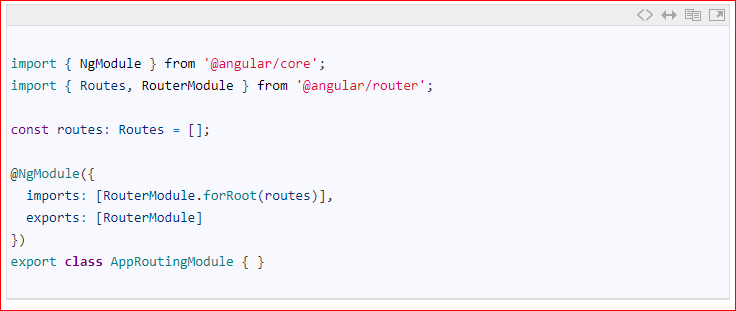 import { NgModule } from '@angular/core';
import { Routes, RouterModule } from '@angular/router';

const routes: Routes = [];

@NgModule({
  imports: [RouterModule.forRoot(routes)],
  exports: [RouterModule]
})
export class AppRoutingModule { }